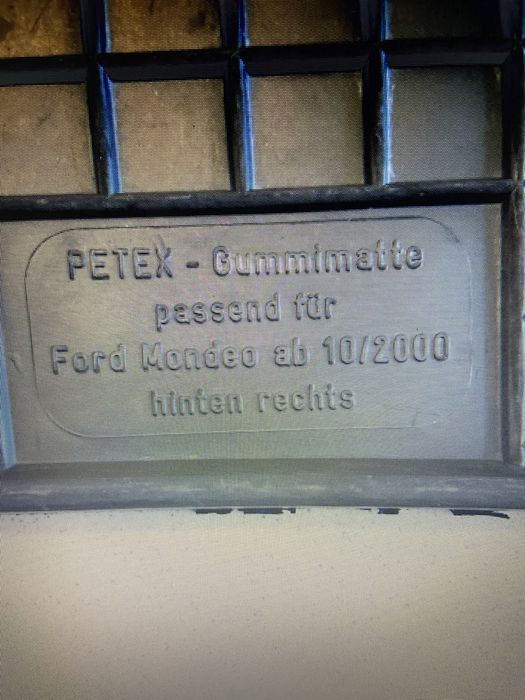 PETEX - Gummimatte
passend für
Ford Mondeo ab 10/2000
hinten rechts